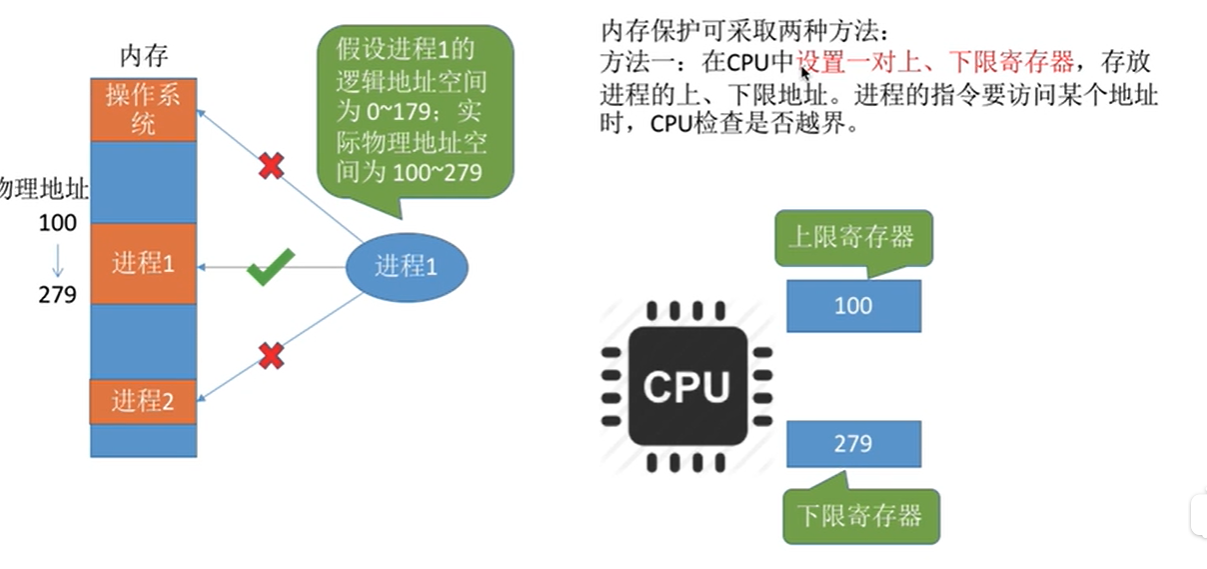 内存
操作系
统
物理地址
100
279
进程1
进程2
假设进程1的
逻辑地址空间
为 0~179；实
际物理地址空
间为 100~279
进程1
内存保护可采取两种方法：
方法一：在CPU中设置一对上、下限寄存器，存放
进程的上、下限地址。进程的指令要访问某个地址
时，CPU检查是否越界。
上限寄存器
100
CPU
279
下限寄存器